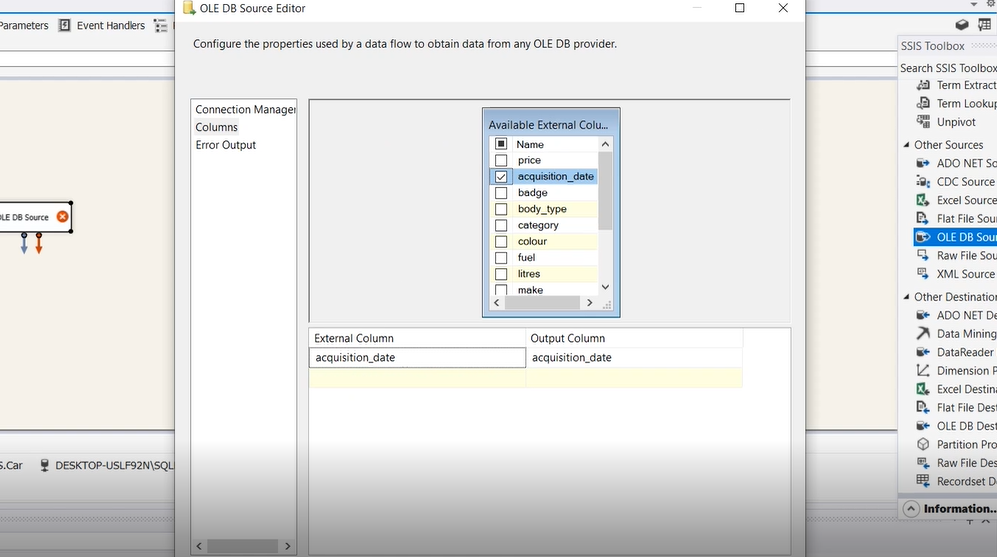 OLE DB Source Editor
Parameters
Event Handlers
Configure the properties used by a data flow to obtain data from any OLE DB provider.
Connection Manager
Columns
Error Output
Available External Colu...
Name
price
acquisition_date
badge
body_type
category
colour
fuel
litres
make
External Column Output Column
acquisition_date acquisition_date
OLE DB Source
S.Car
DESKTOP-USLF92N\SQL
SSIS Toolbox
Search SSIS Toolbox
Term Extract
Term Lookup
Unpivot
Other Sources
ADO NET So
CDC Source
Excel Source
Flat File Sour
OLE DB Sour
Raw File Sou
XML Source
Other Destination
ADO NET De
Data Mining
DataReader
Dimension P
Excel Destina
Flat File Dest
OLE DB Dest
Partition Pro
Raw File Des
Recordset De
Information...